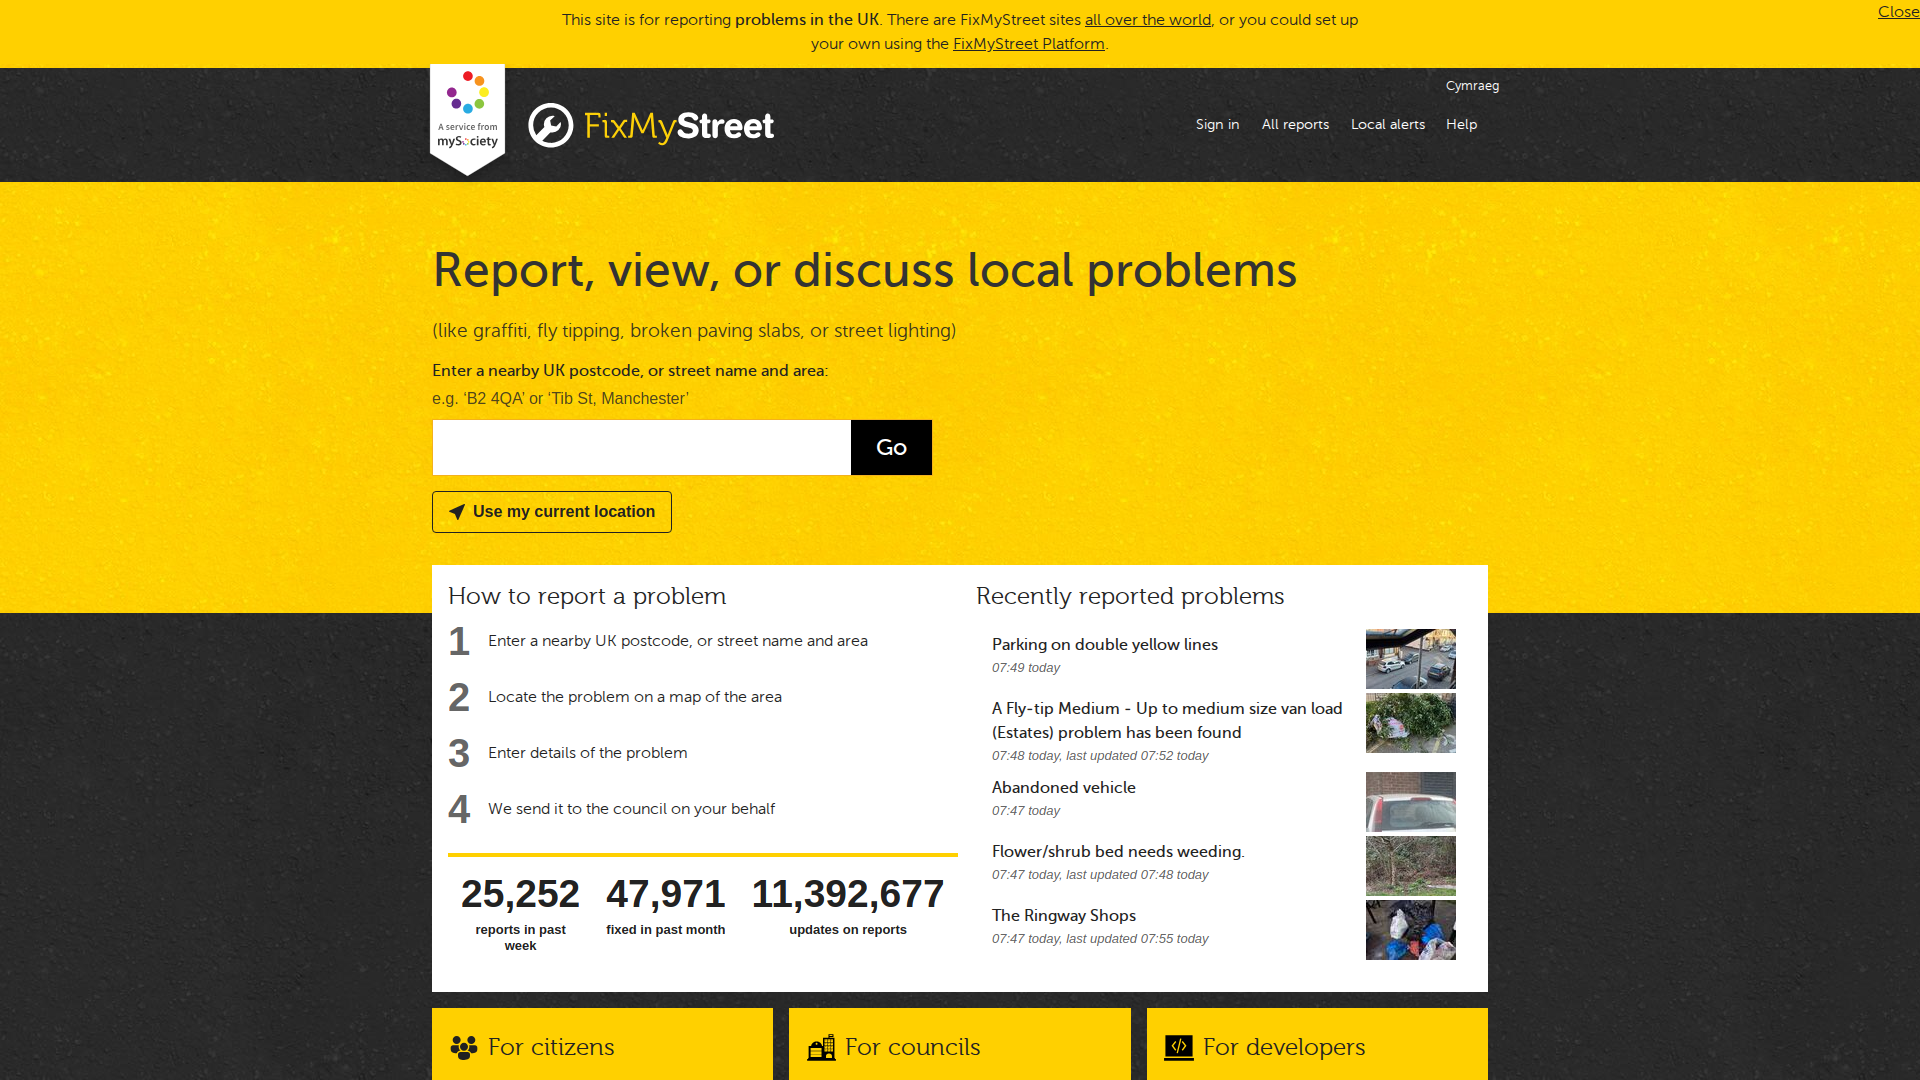 This site is for reporting problems in the UK. There are FixMyStreet sites all over the world, or you could set up
your own using the FixMyStreet Platform.
Close
Cymraeg
A service from
mySociety
FixMyStreet
Sign in
All reports
Local alerts
Help
Report, view, or discuss local problems
(like graffiti, fly tipping, broken paving slabs, or street lighting)
Enter a nearby UK postcode, or street name and area:
e.g. ‘B2 4QA’ or ‘Tib St, Manchester’
Go
Use my current location
How to report a problem
1 Enter a nearby UK postcode, or street name and area
2 Locate the problem on a map of the area
3 Enter details of the problem
4 We send it to the council on your behalf
25,252
reports in past
week
47,971
fixed in past month
11,392,677
updates on reports
Recently reported problems
Parking on double yellow lines
07:49 today
A Fly-tip Medium - Up to medium size van load
(Estates) problem has been found
07:48 today, last updated 07:52 today
Abandoned vehicle
07:47 today
Flower/shrub bed needs weeding.
07:47 today, last updated 07:48 today
The Ringway Shops
07:47 today, last updated 07:55 today
For citizens
For councils
For developers